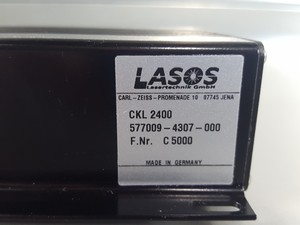 LASOS
Lasertechnik GmbH
CARL-ZEISS-PROMENADE 10 07745 JENA
CKL 2400
577009-4307-000
F.Nr. C 5000
MADE IN GERMANY